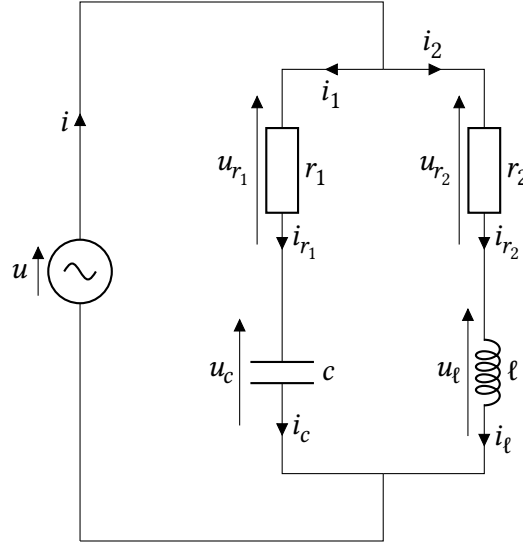 i₂
i₁
i
u_{r₁}
r₁
u_{r₂}
r₂
i_{r₁}
i_{r₂}
u
u_c
c
u_ℓ
ℓ
i_c
i_ℓ